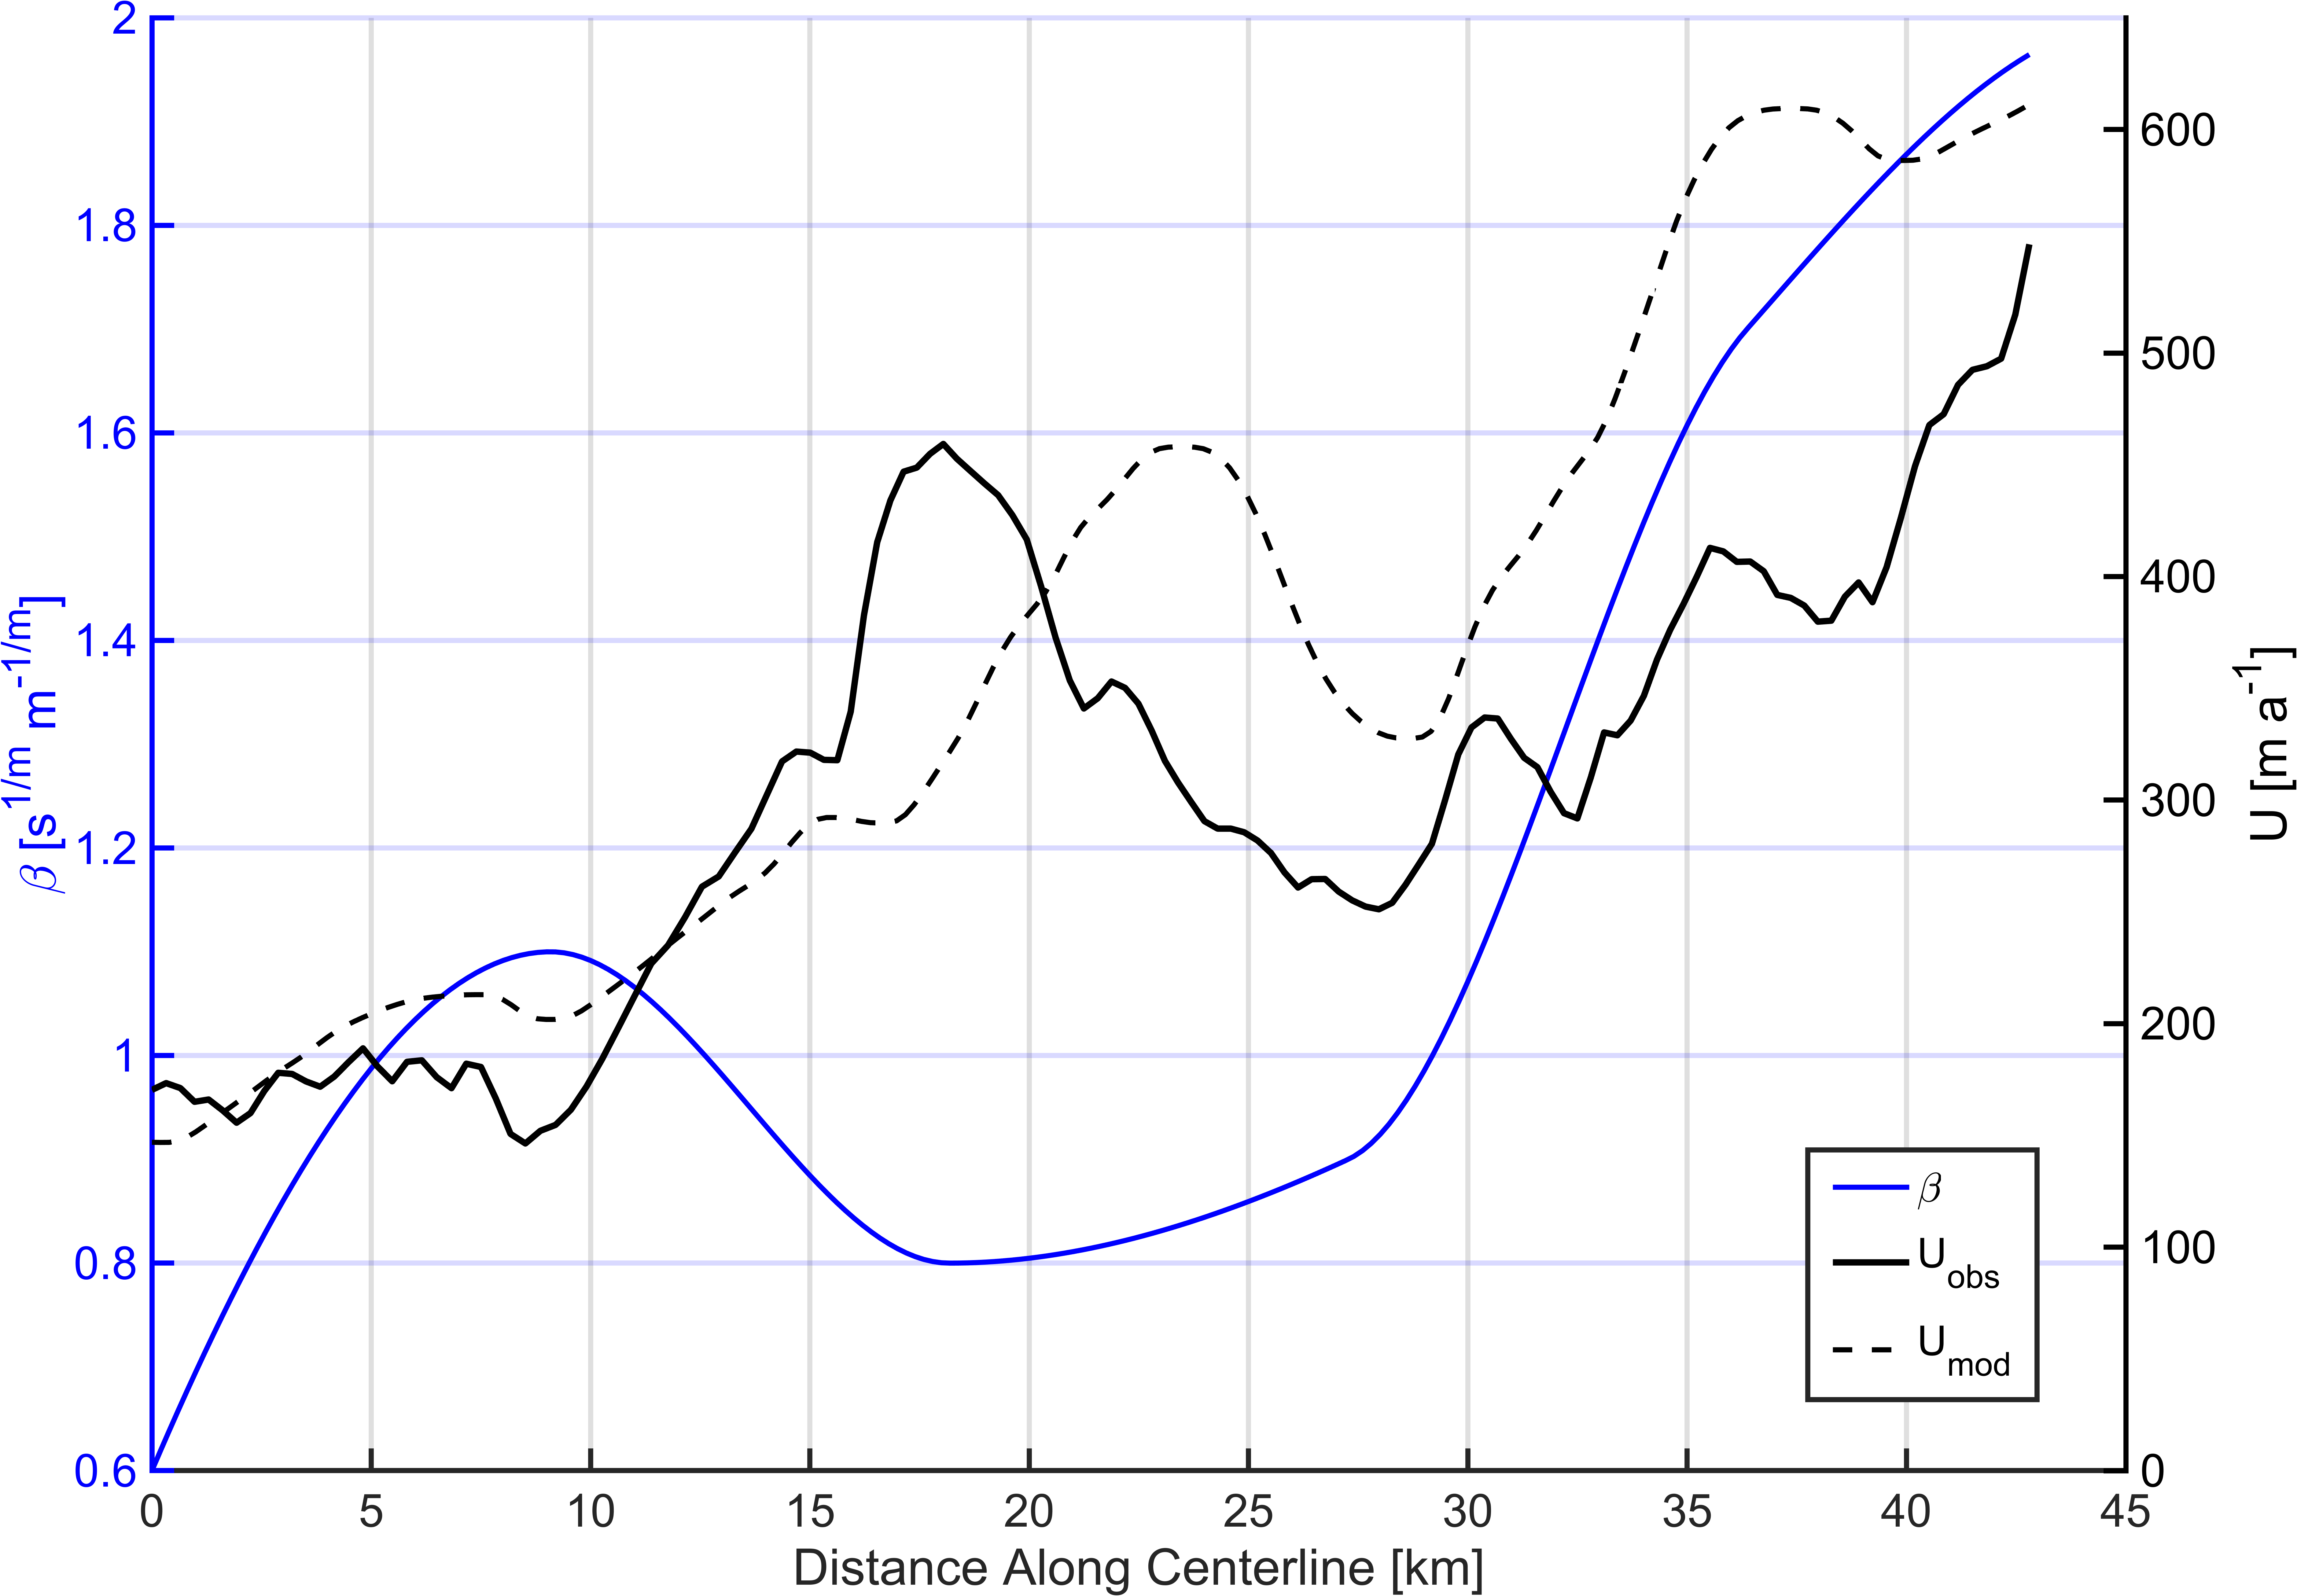 2
1.8
1.6
1.4
1.2
1
0.8
0.6
β [s^1/m m^-1/m]
600
500
400
300
200
100
0
U [m a^-1]
β
U_obs
U_mod
0 5 10 15 20 25 30 35 40 45
Distance Along Centerline [km]